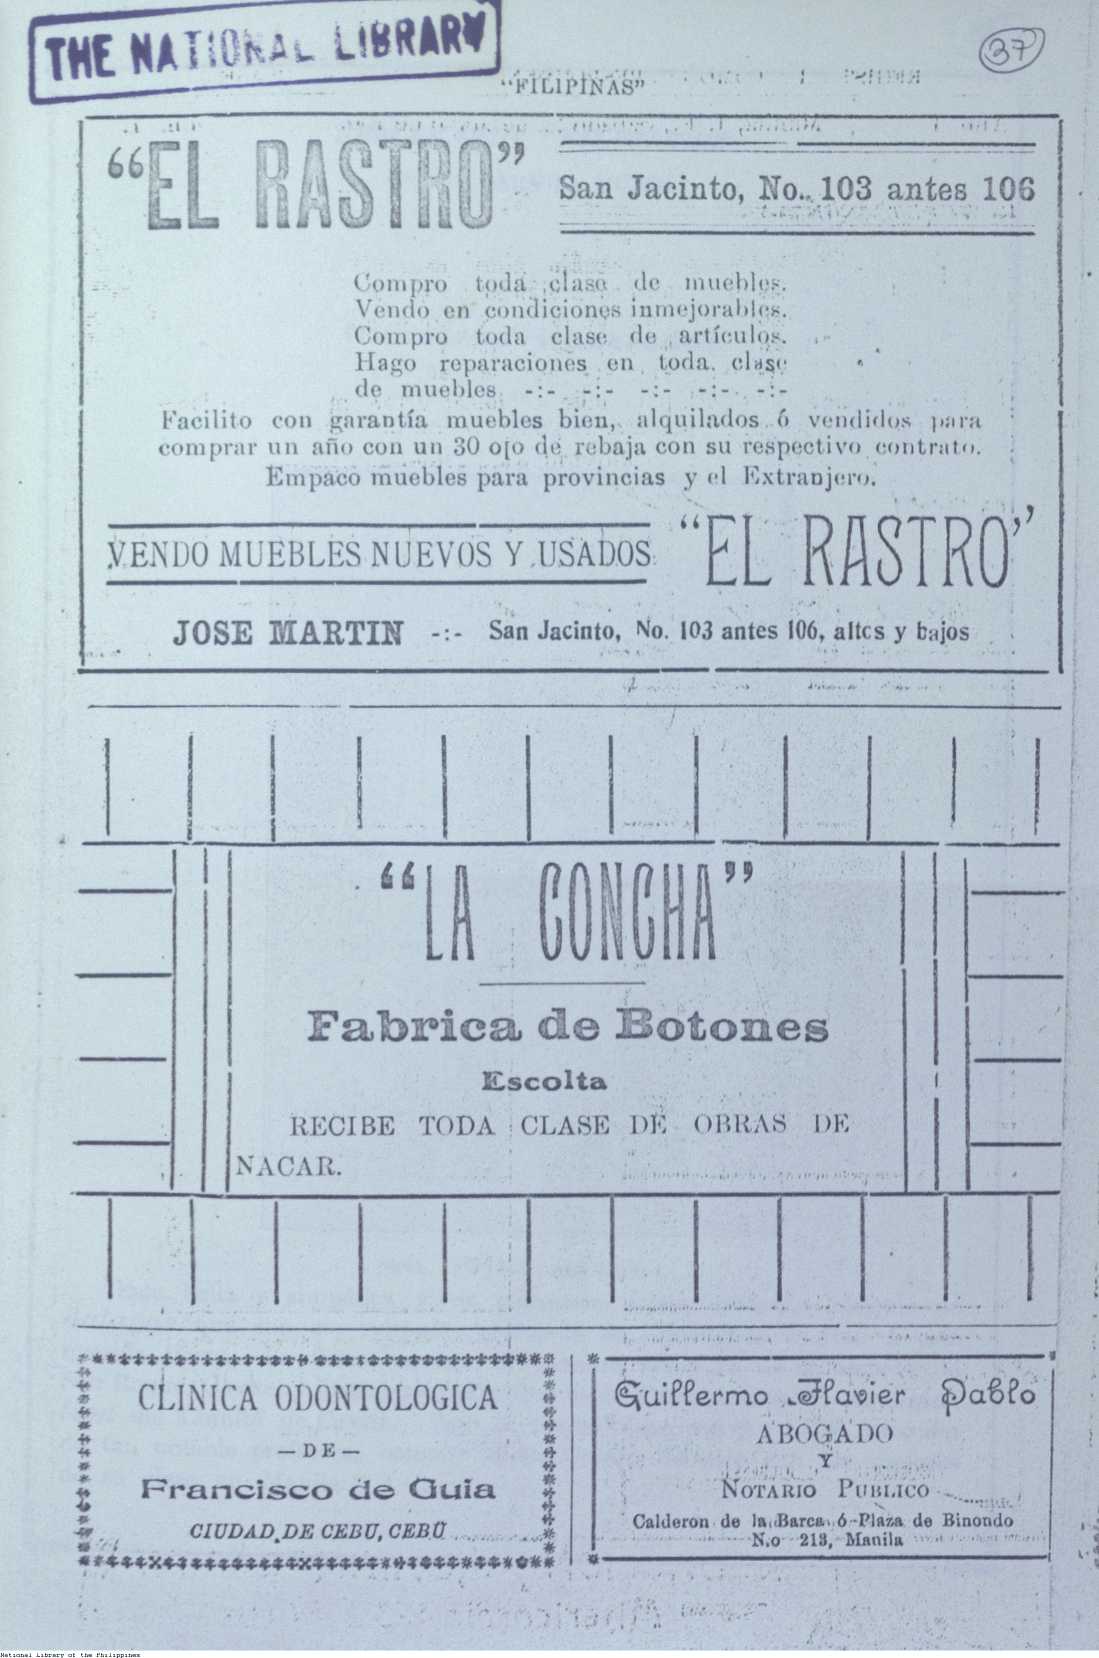 THE NATIONAL LIBRARY
37
"FILIPINAS"
"EL RASTRO"
San Jacinto, No. 103 antes 106
Compro toda clase de muebles.
Vendo en condiciones inmejorables.
Compro toda clase de artículos.
Hago reparaciones en toda clase
de muebles -:- -:- -:- -:- -:-
Facilito con garantía muebles bien, alquilados ó vendidos para
comprar un año con un 30 o|o de rebaja con su respectivo contrato.
Empaco muebles para provincias y el Extranjero.
VENDO MUEBLES NUEVOS Y USADOS
"EL RASTRO"
JOSE MARTIN -:- San Jacinto, No. 103 antes 106, altos y bajos
"LA CONCHA"
Fabrica de Botones
Escolta
RECIBE TODA CLASE DE OBRAS DE
NACAR.
CLINICA ODONTOLOGICA
—DE—
Francisco de Guia
CIUDAD DE CEBU, CEBÚ
Guillermo Flavier Pablo
ABOGADO
Y
NOTARIO PUBLICO
Calderon de la Barca ó Plaza de Binondo
N.o 213, Manila
National Library of the Philippines